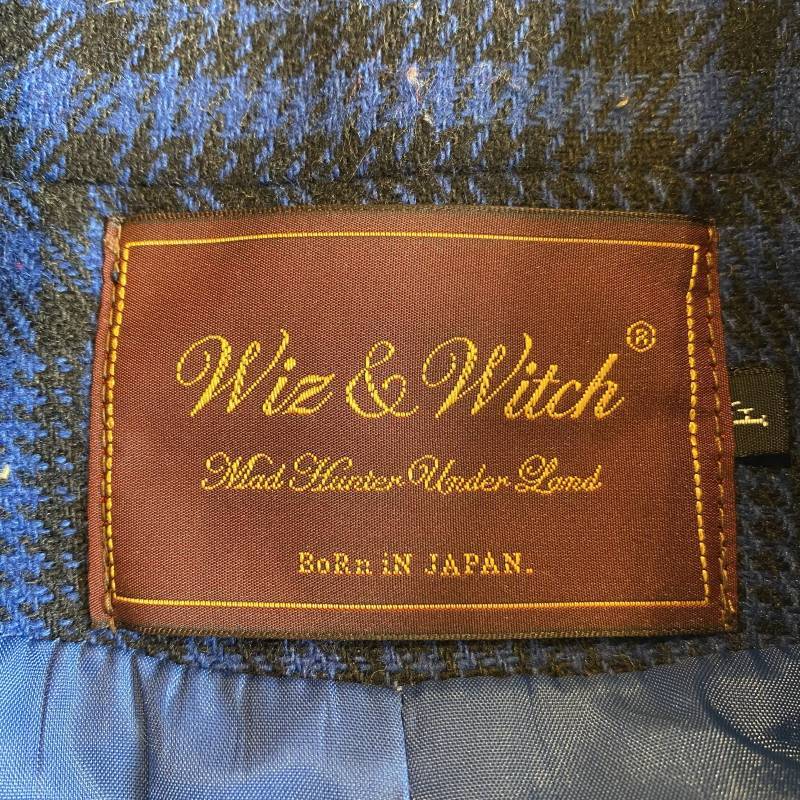 Wiz & Witch®
Mad Hunter Under Land
BoRn iN JAPAN.